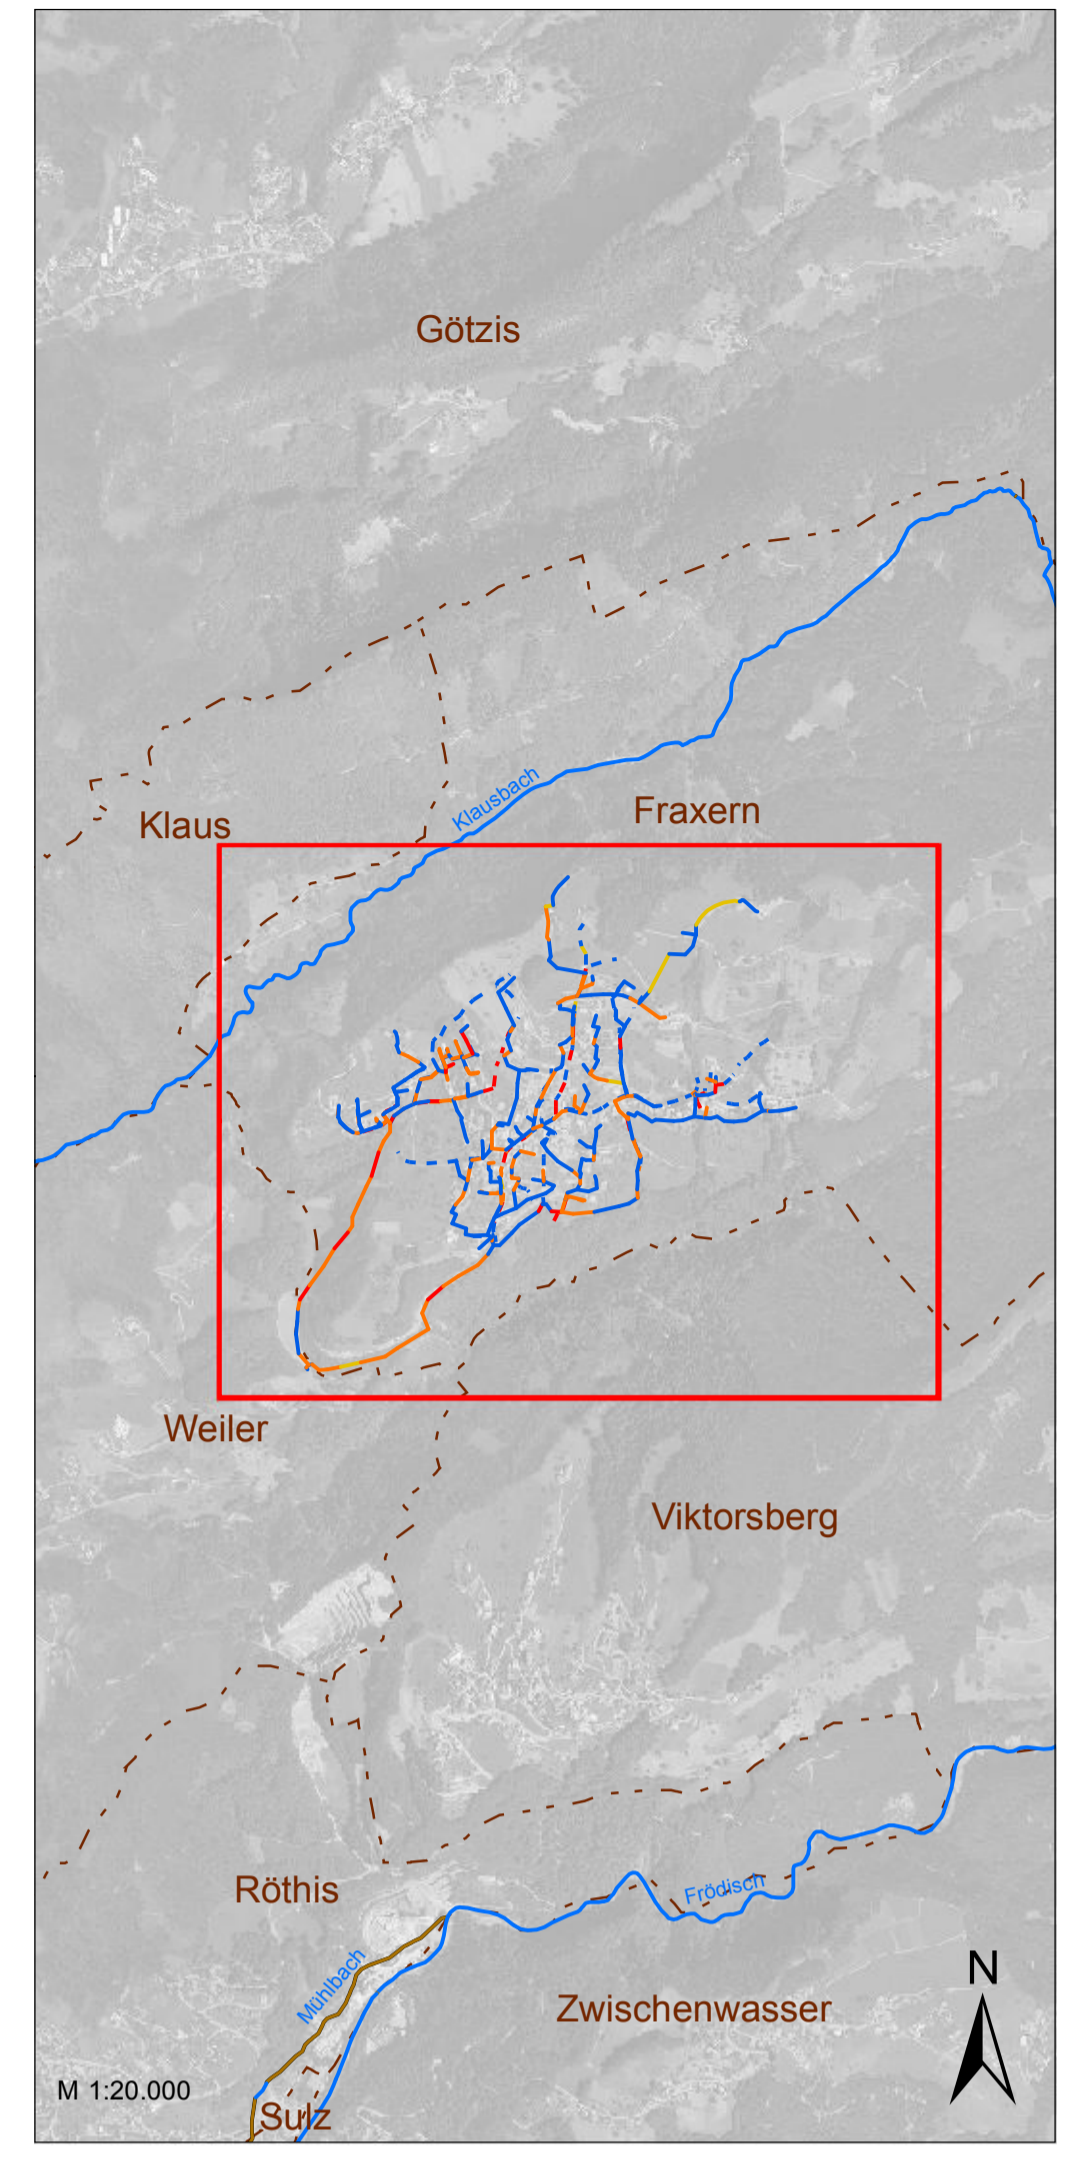 Götzis
Klausbach
Fraxern
Klaus
Weiler
Viktorsberg
Röthis
Frödisch
Mühlbach
N
Zwischenwasser
M 1:20.000
Sulz